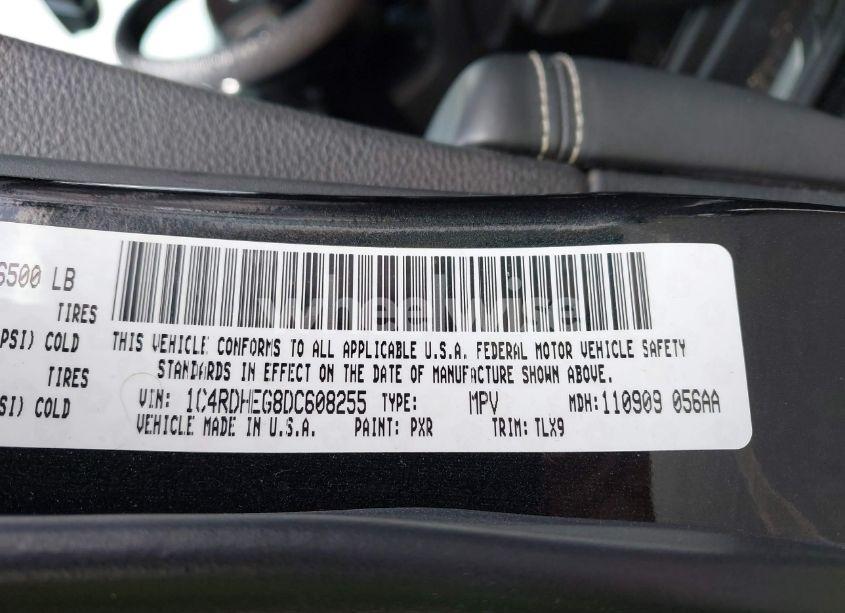 6500 LB
TIRES
PSI) COLD
TIRES
SI) COLD
THIS VEHICLE CONFORMS TO ALL APPLICABLE U.S.A. FEDERAL MOTOR VEHICLE SAFETY
STANDARDS IN EFFECT ON THE DATE OF MANUFACTURE SHOWN ABOVE.
VIN: 1C4RDHEG8DC608255 TYPE: MPV MDH:110909 056AA
VEHICLE MADE IN U.S.A. PAINT: PXR TRIM: TLX9
wheelwise